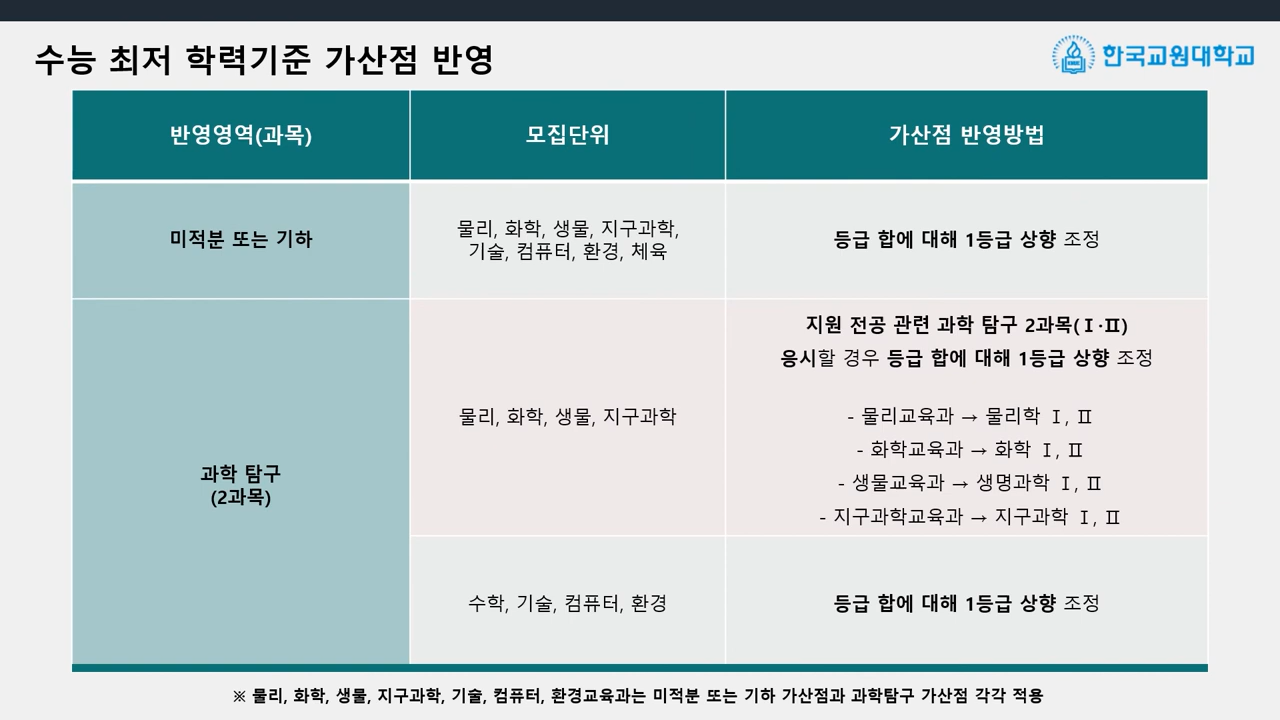 수능 최저 학력기준 가산점 반영
한국교원대학교
반영영역(과목)
모집단위
가산점 반영방법
미적분 또는 기하
물리, 화학, 생물, 지구과학,
기술, 컴퓨터, 환경, 체육
등급 합에 대해 1등급 상향 조정
과학 탐구
(2과목)
물리, 화학, 생물, 지구과학
지원 전공 관련 과학 탐구 2과목(Ⅰ·Ⅱ)
응시할 경우 등급 합에 대해 1등급 상향 조정
- 물리교육과 → 물리학 Ⅰ, Ⅱ
- 화학교육과 → 화학 Ⅰ, Ⅱ
- 생물교육과 → 생명과학 Ⅰ, Ⅱ
- 지구과학교육과 → 지구과학 Ⅰ, Ⅱ
수학, 기술, 컴퓨터, 환경
등급 합에 대해 1등급 상향 조정
※ 물리, 화학, 생물, 지구과학, 기술, 컴퓨터, 환경교육과는 미적분 또는 기하 가산점과 과학탐구 가산점 각각 적용